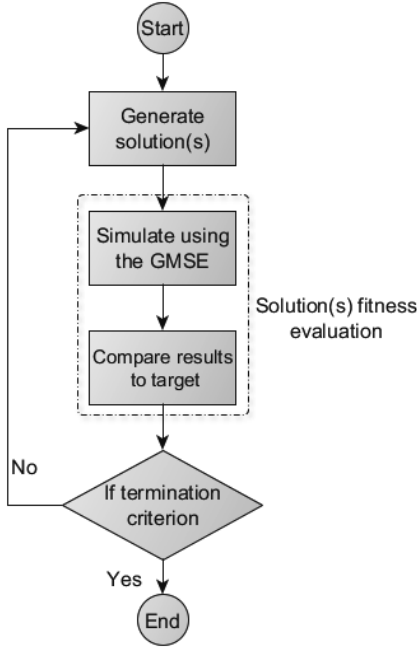 Start
Generate
solution(s)
Simulate using
the GMSE
Solution(s) fitness
evaluation
Compare results
to target
No
If termination
criterion
Yes
End